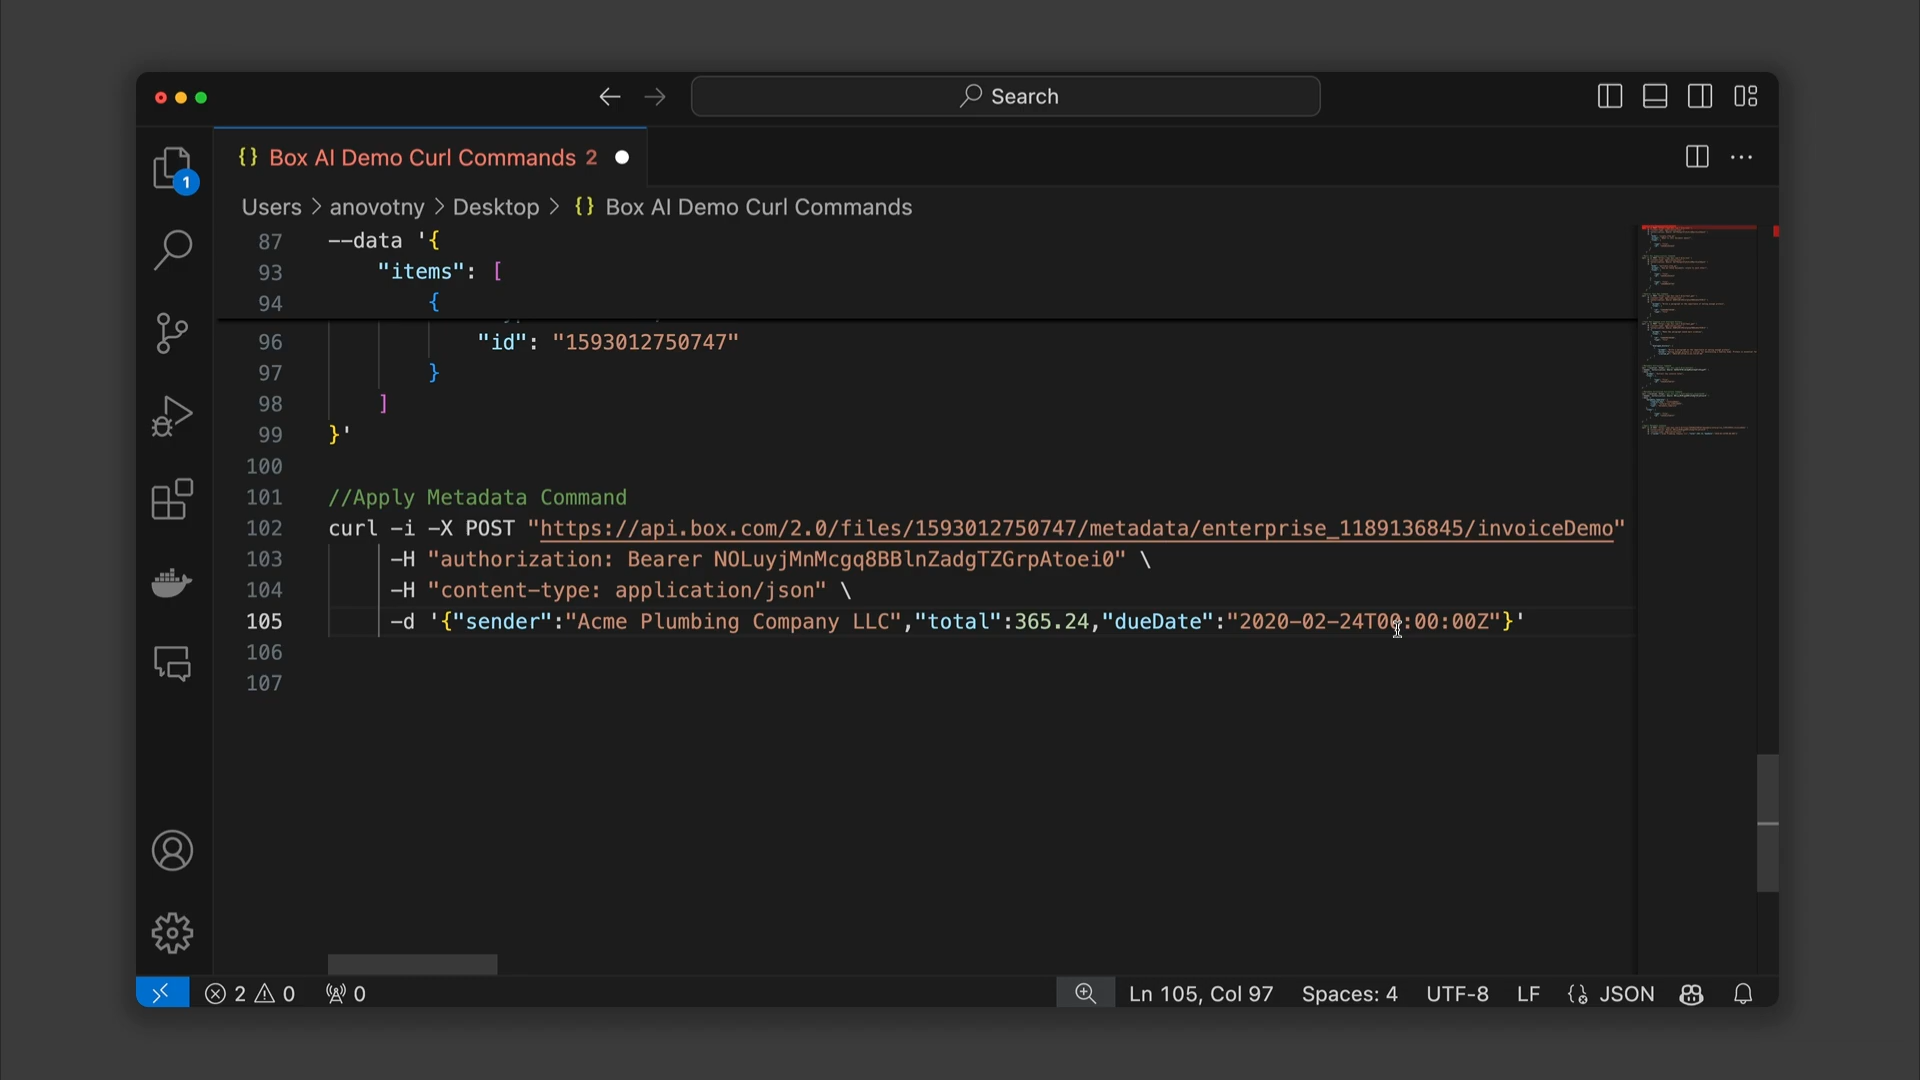 Search
{} Box AI Demo Curl Commands 2
1
Users > anovotny > Desktop > {} Box AI Demo Curl Commands
87 --data '{
93 "items": [
94 {
96 "id": "1593012750747"
97 }
98 ]
99 }'
100
101 //Apply Metadata Command
102 curl -i -X POST "https://api.box.com/2.0/files/1593012750747/metadata/enterprise_1189136845/invoiceDemo"
103 -H "authorization: Bearer NOLuyjMnMcgq8BBlnZadgTZGrpAtoei0" \
104 -H "content-type: application/json" \
105 -d '{"sender":"Acme Plumbing Company LLC","total":365.24,"dueDate":"2020-02-24T00:00:00Z"}'
106
107
2 0 0 Ln 105, Col 97 Spaces: 4 UTF-8 LF {} JSON